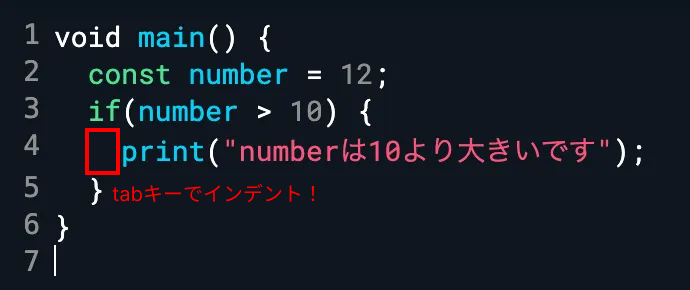 1 void main() {
2   const number = 12;
3   if(number > 10) {
4     print("numberは10より大きいです");
5   } tabキーでインデント！
6 }
7